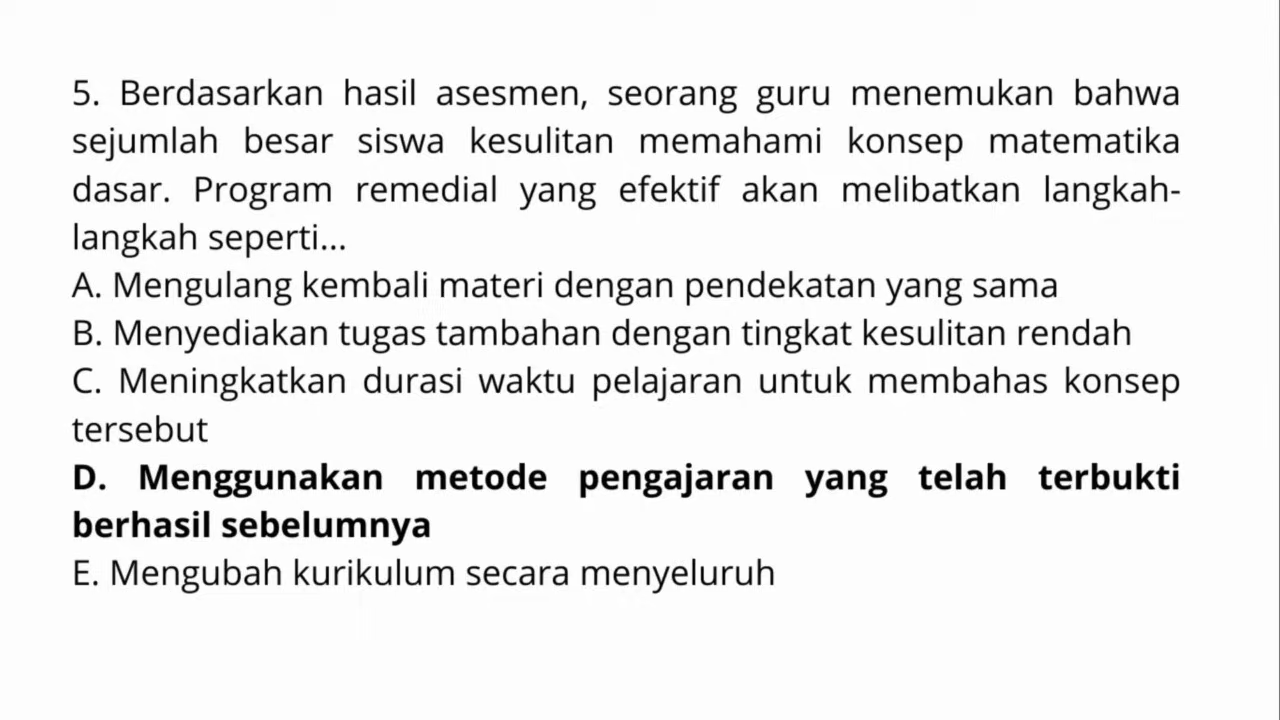 5. Berdasarkan hasil asesmen, seorang guru menemukan bahwa
sejumlah besar siswa kesulitan memahami konsep matematika
dasar. Program remedial yang efektif akan melibatkan langkah-
langkah seperti...
A. Mengulang kembali materi dengan pendekatan yang sama
B. Menyediakan tugas tambahan dengan tingkat kesulitan rendah
C. Meningkatkan durasi waktu pelajaran untuk membahas konsep
tersebut
D. Menggunakan metode pengajaran yang telah terbukti
berhasil sebelumnya
E. Mengubah kurikulum secara menyeluruh